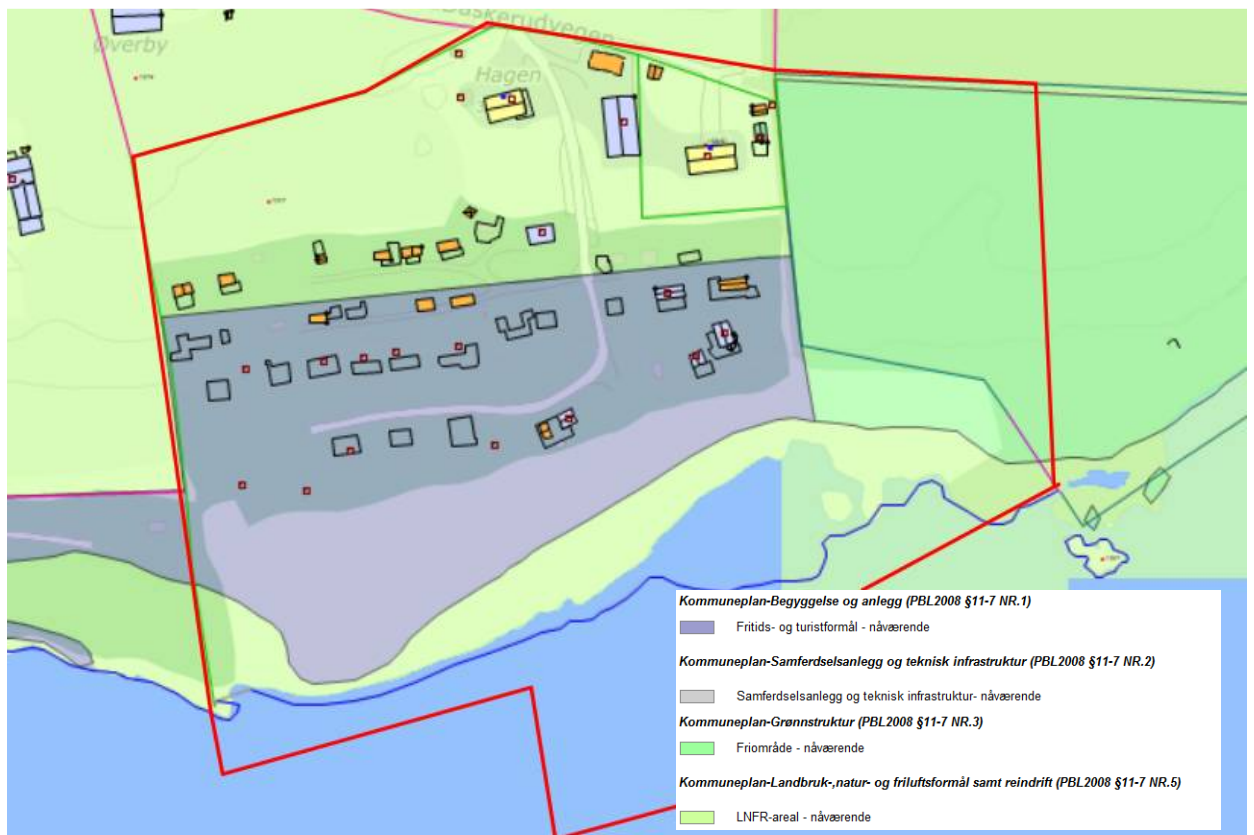 Buskerudvegen
Øverby
Hagen
Kommuneplan-Begyggelse og anlegg (PBL2008 §11-7 NR.1)
Fritids- og turistformål - nåværende
Kommuneplan-Samferdselsanlegg og teknisk infrastruktur (PBL2008 §11-7 NR.2)
Samferdselsanlegg og teknisk infrastruktur- nåværende
Kommuneplan-Grønnstruktur (PBL2008 §11-7 NR.3)
Friområde - nåværende
Kommuneplan-Landbruk-,natur- og friluftsformål samt reindrift (PBL2008 §11-7 NR.5)
LNFR-areal - nåværende